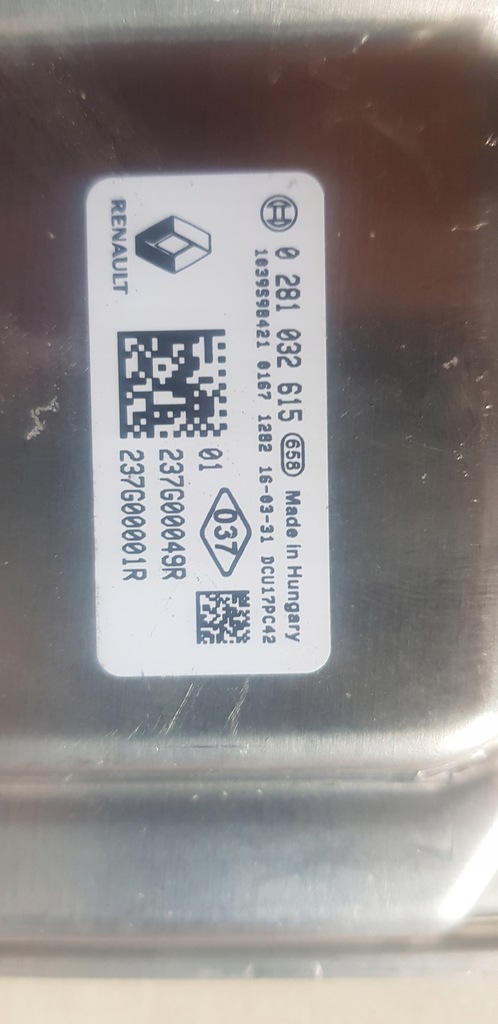 0 281 032 615 658 Made in Hungary
1039S98421 0167 1282 16-03-31 DCU17PC42
RENAULT
01
037
237G00049R
237G00001R